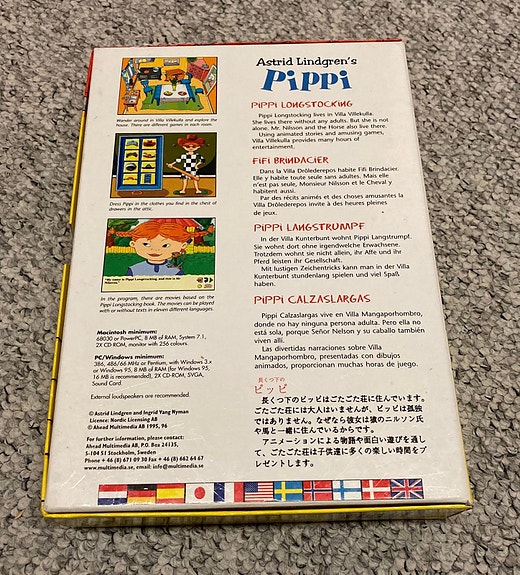 Wander around in Villa Villekulla and explore the
house. There are different games in each room.
Dress Pippi in the clothes you find in the chest of
drawers in the attic.
"My name is Pippi Longstocking, and this is Mr
Nilsson.
In the program, there are movies based on the
Pippi Longstocking book. The movies can be played
with or without texts in eleven different languages.
Macintosh minimum:
68030 or PowerPC, 8 MB of RAM, System 7.1,
2X CD-ROM, monitor with 256 colours.
PC/Windows minimum:
386, 486/66 MHz or Pentium, with Windows 3.x
or Windows 95, 8 MB of RAM (for Windows 95,
16 MB is recommended), 2X CD-ROM, SVGA,
Sound Card.
External loudspeakers are recommended.
© Astrid Lindgren and Ingrid Vang Nyman
Licence: Nordic Licensing AB
© Ahead Multimedia AB 1995, 96
For further information, please contact:
Ahead Multimedia AB, P.O. Box 24135,
S-104 51 Stockholm, Sweden
Phone + 46 (8) 671 09 30 Fax + 46 (8) 662 64 67
www.multimedia.se, email: info@multimedia.se
Astrid Lindgren's
Pippi
PIPPI LONGSTOCKING
Pippi Longstocking lives in Villa Villekulla.
She lives there without any adults. But she is not
alone. Mr. Nilsson and the Horse also live there.
Using animated stories and amusing games,
Villa Villekulla provides many hours of
entertainment.
FIFI BRINDACIER
Dans la Villa Drôlederepos habite Fifi Brindacier.
Elle y habite toute seule sans adultes. Mais elle
n'est pas seule, Monsieur Nilsson et le Cheval y
habitent aussi.
Par des récits animés et des choses amusantes la
Villa Drôlederepos invite à des heures pleines
de jeux.
PIPPI LANGSTRUMPF
In der Villa Kunterbunt wohnt Pippi Langstrumpf.
Sie wohnt dort ohne irgendwelche Erwachsene.
Trotzdem wohnt sie nicht allein, ihr Affe und ihr
Pferd leisten ihr Gesellschaft.
Mit lustigen Zeichentricks kann man in der Villa
Kunterbunt stundenlang spielen und viel Spaß
haben.
PIPPI CALZASLARGAS
Pippi Calzaslargas vive en Villa Mangaporhombro,
donde no hay ninguna persona adulta. Pero ella no
está sola, porque Señor Nelson y su caballo también
viven allí.
Las divertidas narraciones sobre Villa
Mangaporhombro, presentadas con dibujos
animados, proporcionan muchas horas de juego.
長くつ下の
ピッピ
長くつ下のピッピはごたごた荘に住んでいます。
ごたごた荘には大人はいませんが、ピッピは孤独
ではありません。なぜなら彼女は猿のニルソン氏
や馬と一緒に住んでいるからです。
アニメーションによる物語や面白い遊びを通し
て、ごたごた荘は子供達に多くの楽しい時間をプ
レゼントします。